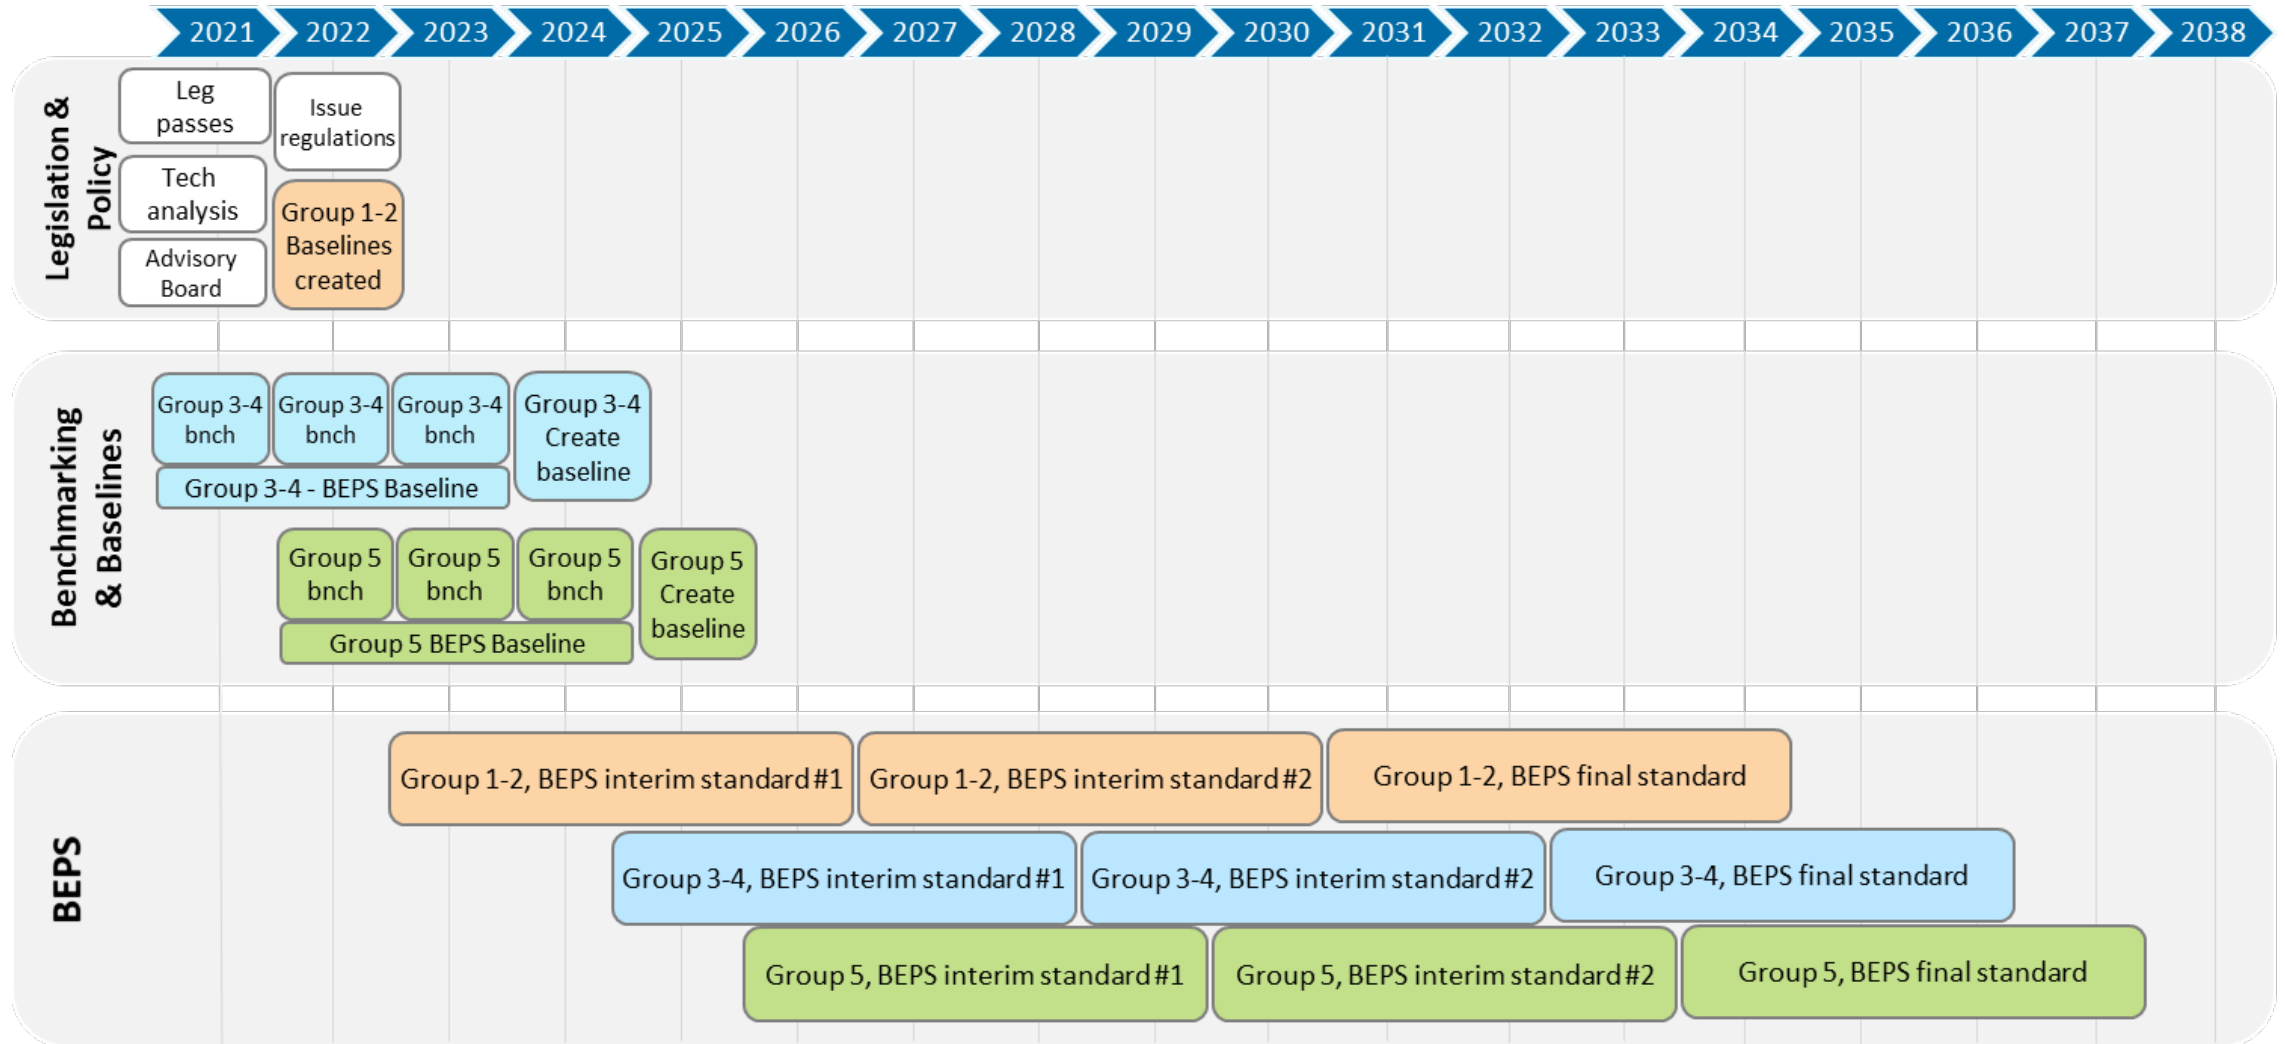 2021 2022 2023 2024 2025 2026 2027 2028 2029 2030 2031 2032 2033 2034 2035 2036 2037 2038
Legislation &
Policy
Leg
passes
Tech
analysis
Advisory
Board
Issue
regulations
Group 1-2
Baselines
created
Benchmarking
& Baselines
Group 3-4
bnch
Group 3-4
bnch
Group 3-4
bnch
Group 3-4
Create
baseline
Group 3-4 - BEPS Baseline
Group 5
bnch
Group 5
bnch
Group 5
bnch
Group 5
Create
baseline
Group 5 BEPS Baseline
BEPS
Group 1-2, BEPS interim standard #1
Group 1-2, BEPS interim standard #2
Group 1-2, BEPS final standard
Group 3-4, BEPS interim standard #1
Group 3-4, BEPS interim standard #2
Group 3-4, BEPS final standard
Group 5, BEPS interim standard #1
Group 5, BEPS interim standard #2
Group 5, BEPS final standard